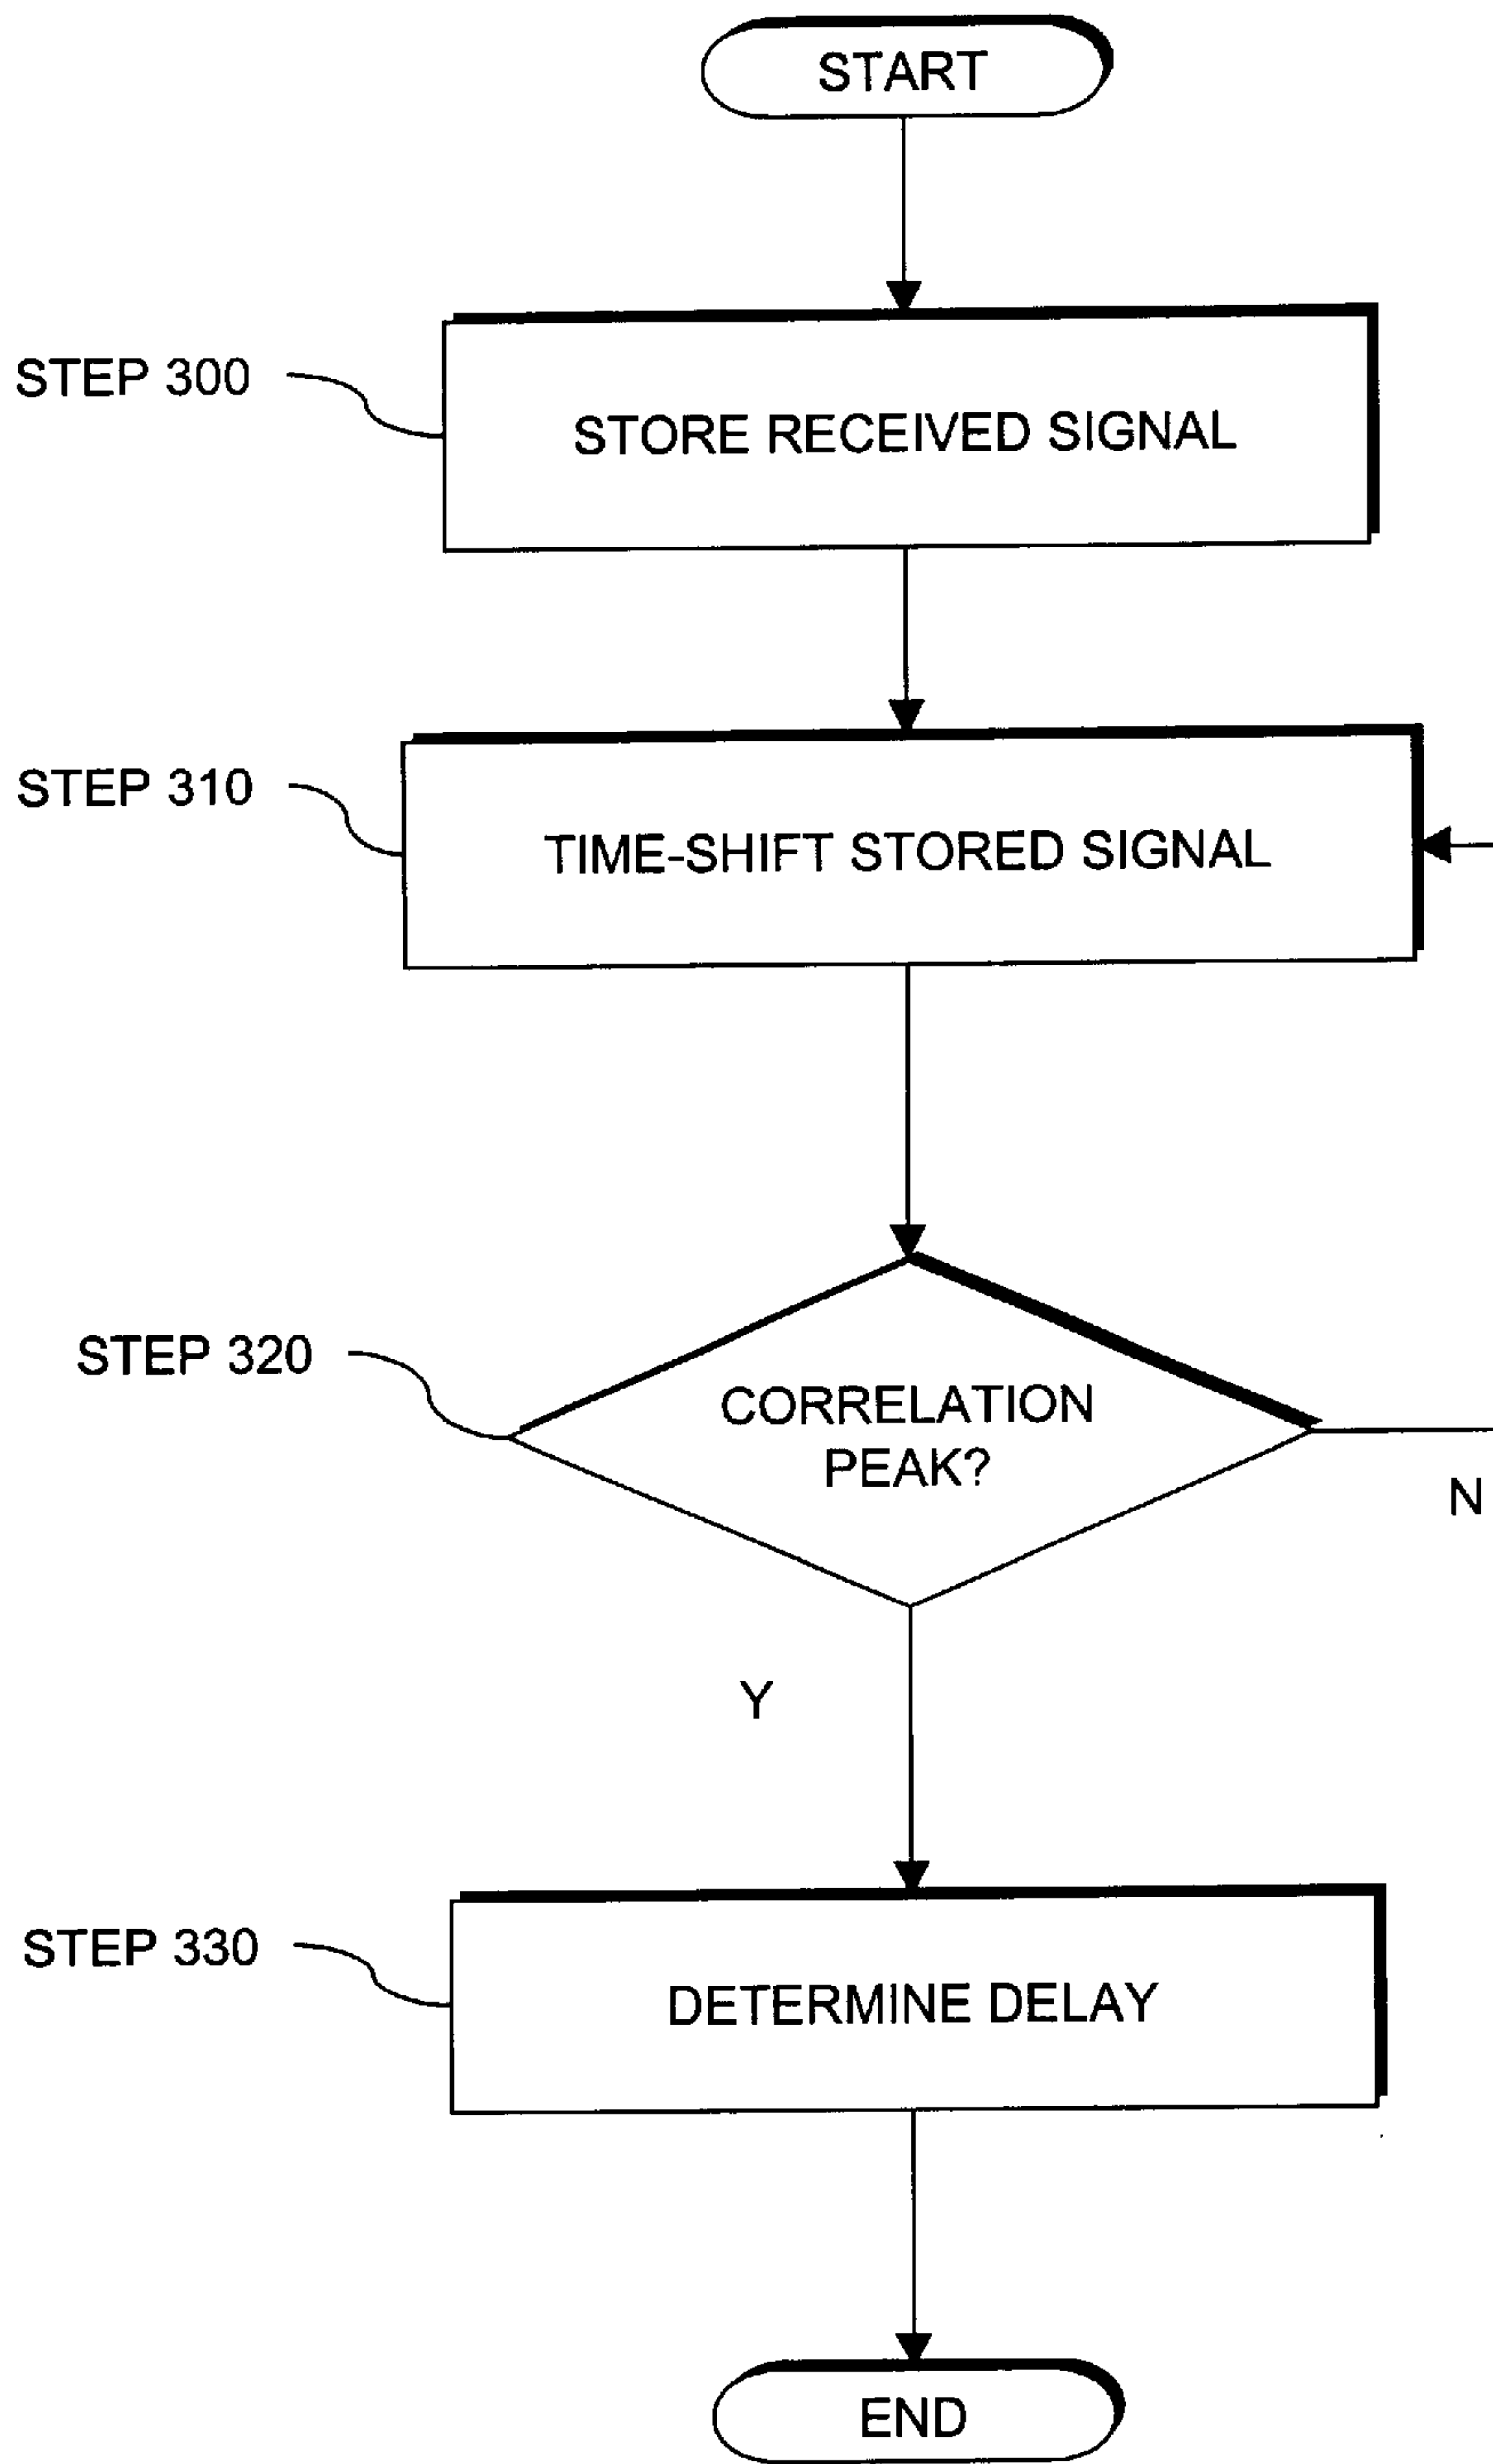 START
STEP 300
STORE RECEIVED SIGNAL
STEP 310
TIME-SHIFT STORED SIGNAL
STEP 320
CORRELATION
PEAK?
N
Y
STEP 330
DETERMINE DELAY
END